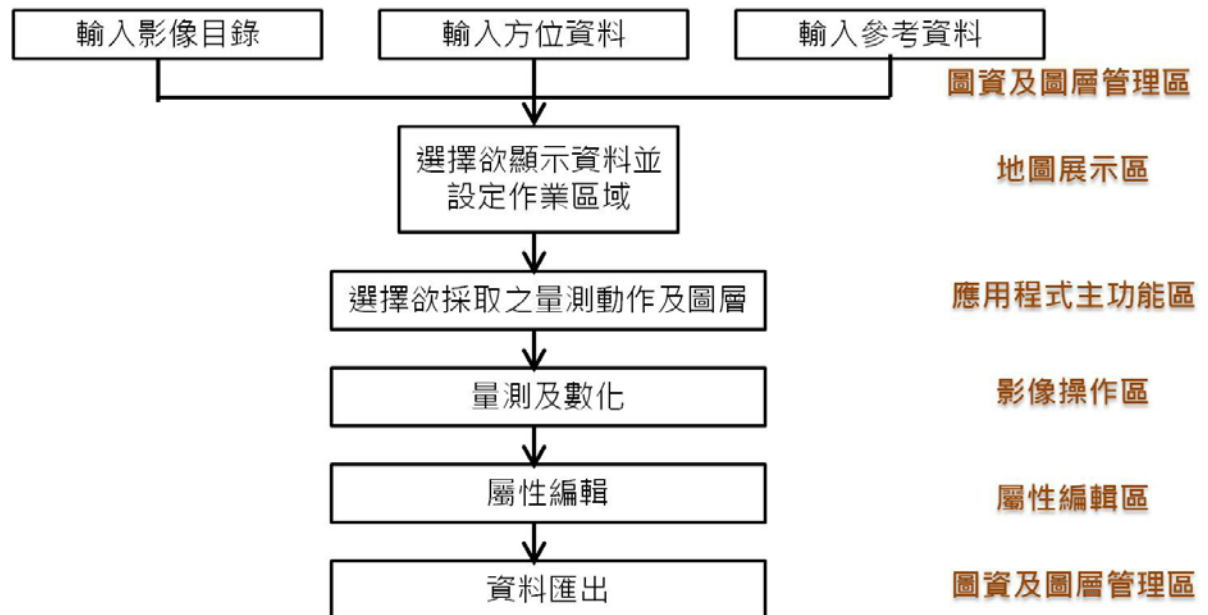 輸入影像目錄
輸入方位資料
輸入參考資料
圖資及圖層管理區
選擇欲顯示資料並
設定作業區域
地圖展示區
選擇欲採取之量測動作及圖層
應用程式主功能區
量測及數化
影像操作區
屬性編輯
屬性編輯區
資料匯出
圖資及圖層管理區